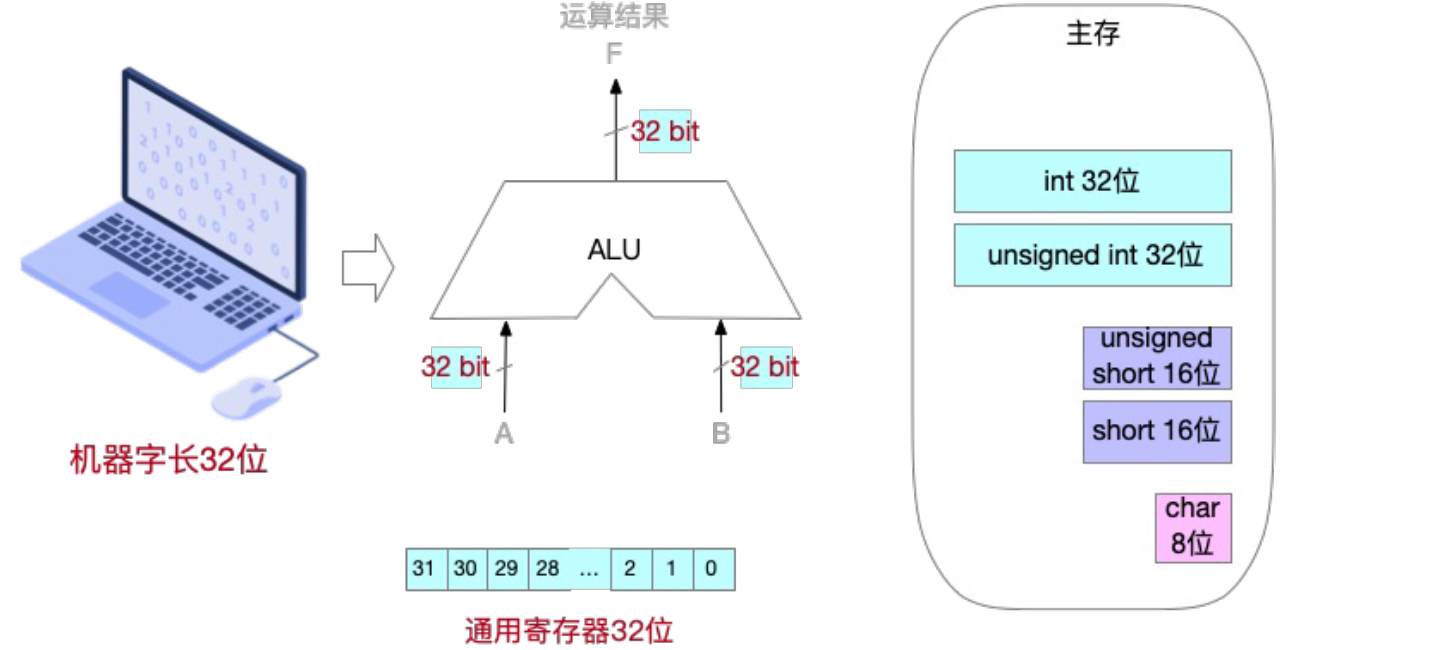 运算结果
F
32 bit
ALU
32 bit
32 bit
A
B
机器字长32位
31 30 29 28 ... 2 1 0
通用寄存器32位
主存
int 32位
unsigned int 32位
unsigned
short 16位
short 16位
char
8位